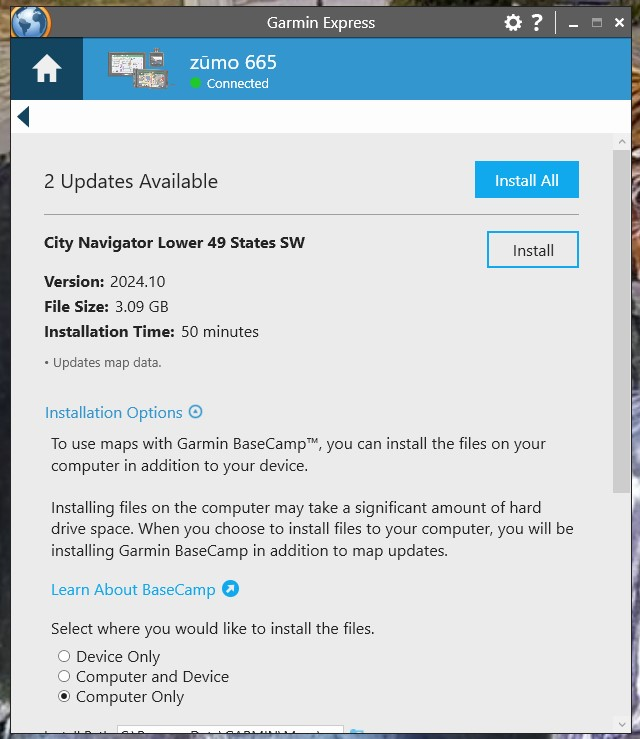 Garmin Express
?
zūmo 665
Connected
2 Updates Available
Install All
City Navigator Lower 49 States SW
Install
Version: 2024.10
File Size: 3.09 GB
Installation Time: 50 minutes
• Updates map data.
Installation Options
To use maps with Garmin BaseCamp™, you can install the files on your
computer in addition to your device.
Installing files on the computer may take a significant amount of hard
drive space. When you choose to install files to your computer, you will be
installing Garmin BaseCamp in addition to map updates.
Learn About BaseCamp
Select where you would like to install the files.
Device Only
Computer and Device
Computer Only